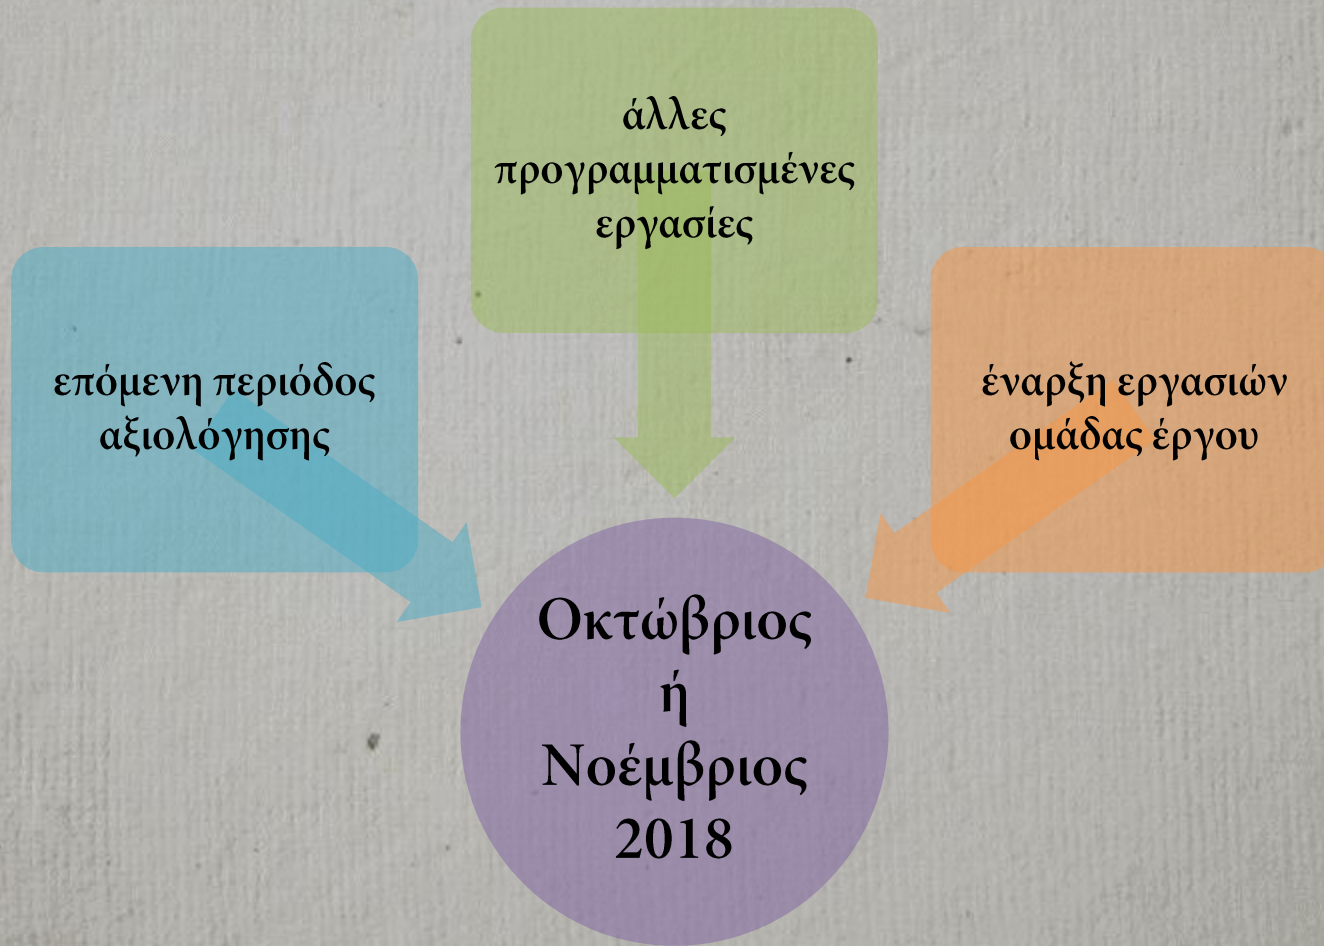 άλλες
προγραμματισμένες
εργασίες
επόμενη περιόδος
αξιολόγησης
έναρξη εργασιών
ομάδας έργου
Οκτώβριος
ή
Νοέμβριος
2018